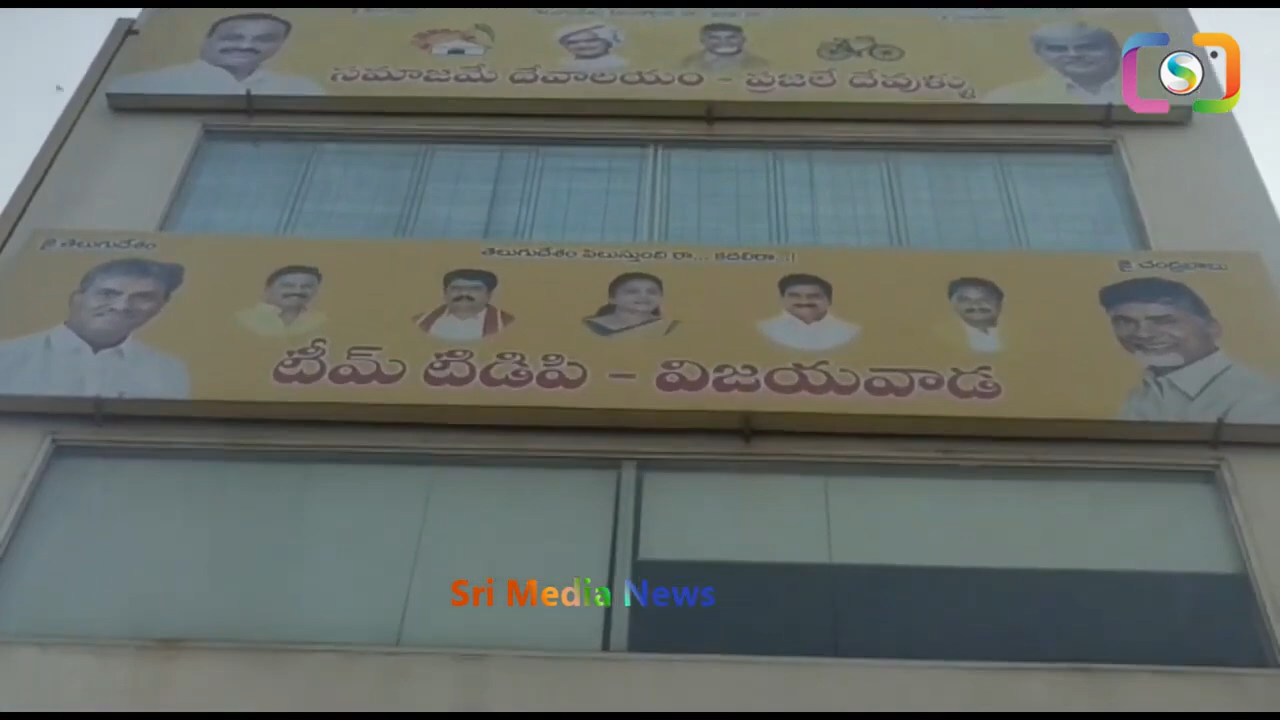 సమాజమే దేవాలయం - ప్రజలే దేవుళ్ళు
జై తెలుగుదేశం
తెలుగుదేశం పిలుస్తుంది రా... కదలిరా..!
జై చంద్రబాబు
టీమ్ టిడిపి - విజయవాడ
Sri Media News